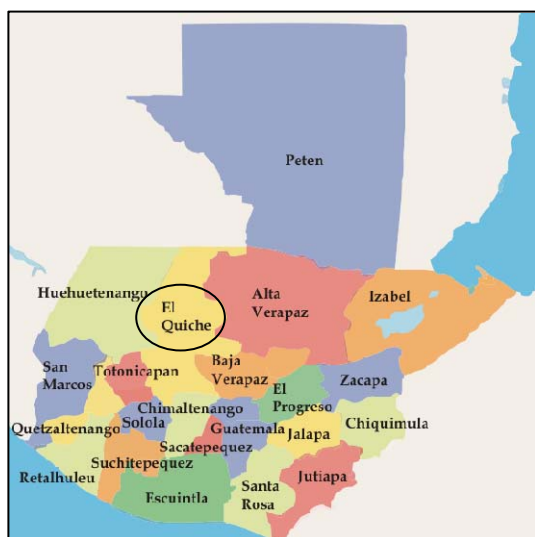 Peten
Huehuetenango
El
Quiche
Alta
Verapaz
Izabel
San
Marcos
Totonicapan
Baja
Verapaz
El
Progreso
Zacapa
Quetzaltenango
Solola
Chimaltenango
Guatemala
Jalapa
Chiquimula
Sacatepequez
Retalhuleu
Suchitepequez
Escuintla
Santa
Rosa
Jutiapa